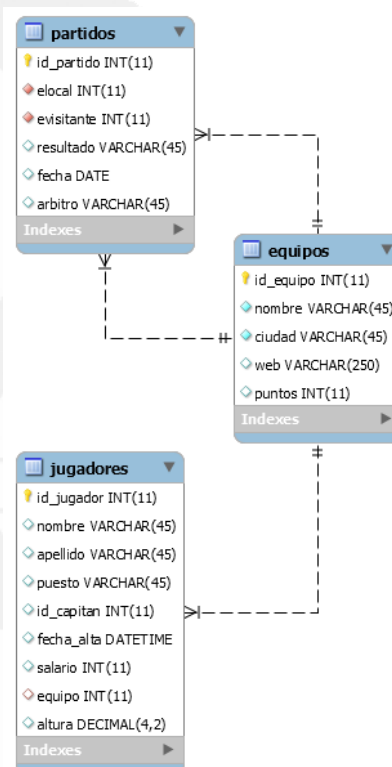 partidos
id_partido INT(11)
elocal INT(11)
evisitante INT(11)
resultado VARCHAR(45)
fecha DATE
arbitro VARCHAR(45)
Indexes
equipos
id_equipo INT(11)
nombre VARCHAR(45)
ciudad VARCHAR(45)
web VARCHAR(250)
puntos INT(11)
Indexes
jugadores
id_jugador INT(11)
nombre VARCHAR(45)
apellido VARCHAR(45)
puesto VARCHAR(45)
id_capitan INT(11)
fecha_alta DATETIME
salario INT(11)
equipo INT(11)
altura DECIMAL(4,2)
Indexes